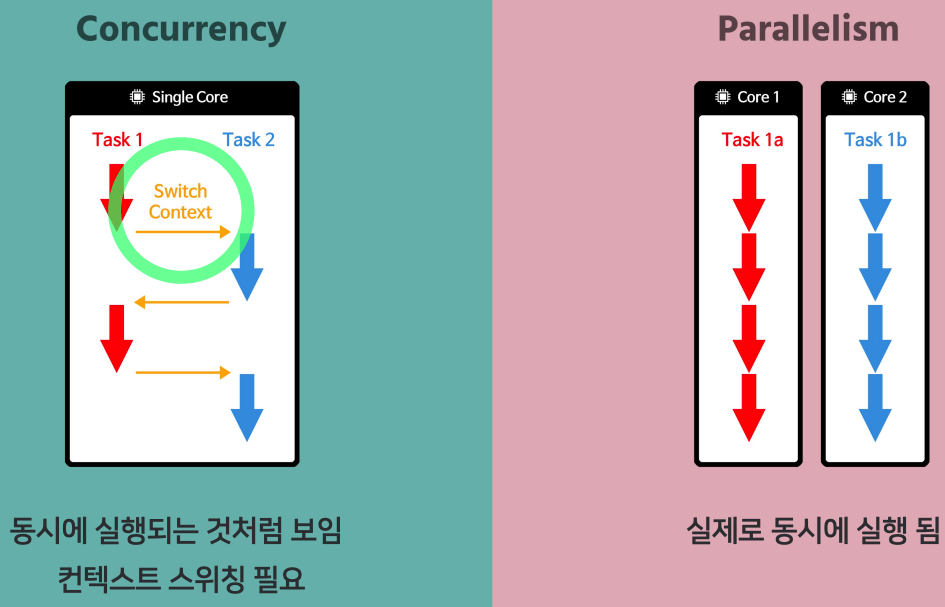 Concurrency
Single Core
Task 1
Task 2
Switch
Context
동시에 실행되는 것처럼 보임
컨텍스트 스위칭 필요
Parallelism
Core 1
Core 2
Task 1a
Task 1b
실제로 동시에 실행 됨